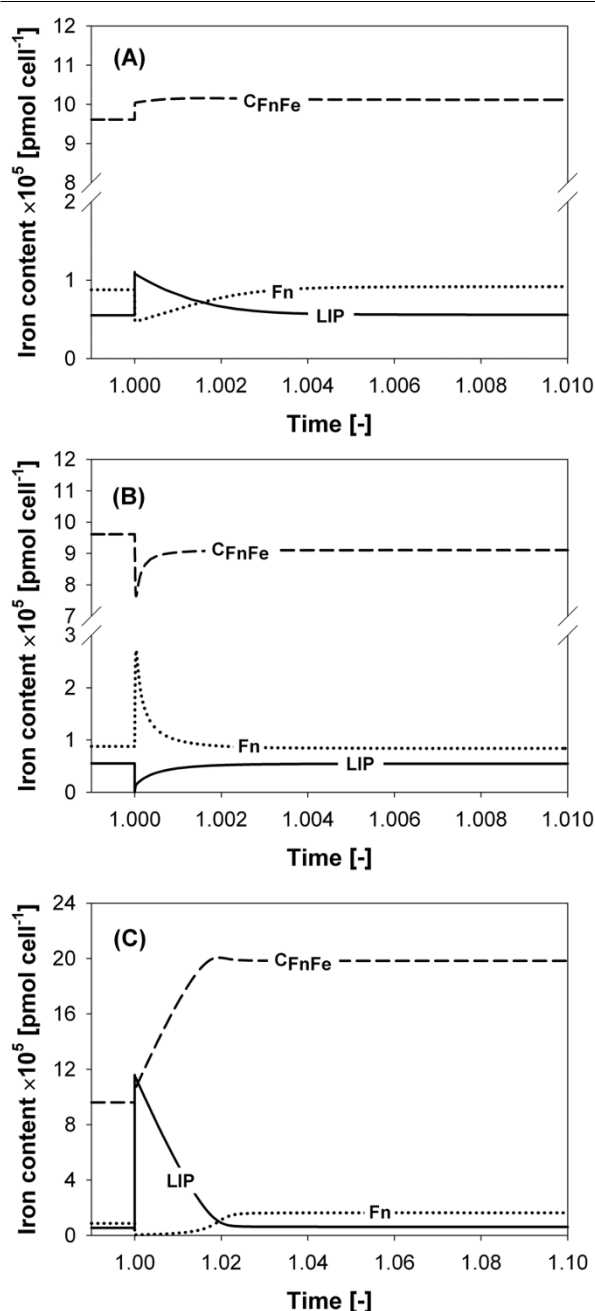 (A)
Iron content ×10⁵ [pmol cell⁻¹]
12
11
10
9
8
2
1
0
C_FnFe
Fn
LIP
1.000 1.002 1.004 1.006 1.008 1.010
Time [-]
(B)
Iron content ×10⁵ [pmol cell⁻¹]
12
11
10
9
8
7
3
2
1
0
C_FnFe
Fn
LIP
1.000 1.002 1.004 1.006 1.008 1.010
Time [-]
(C)
Iron content ×10⁵ [pmol cell⁻¹]
24
20
16
12
8
4
0
C_FnFe
LIP
Fn
1.00 1.02 1.04 1.06 1.08 1.10
Time [-]